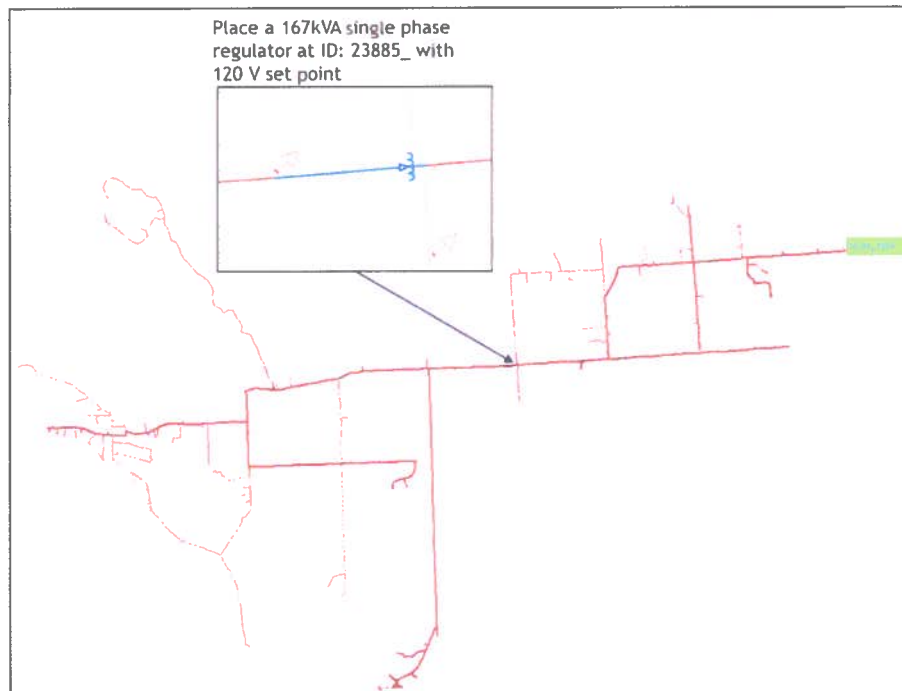 Place a 167kVA single phase
regulator at ID: 23885_ with
120 V set point